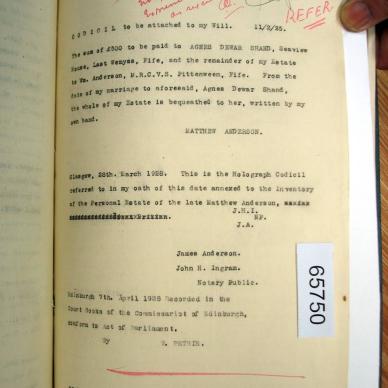 REFER.
CODICIL to be attached to my Will. 11/2/25.
The sum of £500 to be paid to AGNES DEWAR SHAND, Seaview
House, East Wemyss, Fife, and the remainder of my Estate
to Wm. Anderson, M.R.C.V.S. Pittenweem, Fife. From the
date of my marriage to aforesaid, Agnes Dewar Shand,
the whole of my Estate is bequeathed to her, written by my
own hand.
MATTHEW ANDERSON.
Glasgow, 28th. March 1928. This is the Holograph Codicil
referred to in my oath of this date annexed to the Inventory
of the Personal Estate of the late Matthew Anderson,
J.H.I.
NP.
J.A.
James Anderson.
John H. Ingram.
Notary Public.
Edinburgh 7th. April 1928 Recorded in the
Court Books of the Commissariot of Edinburgh,
conform to Act of Parliament.
By
PETRIE.
65750